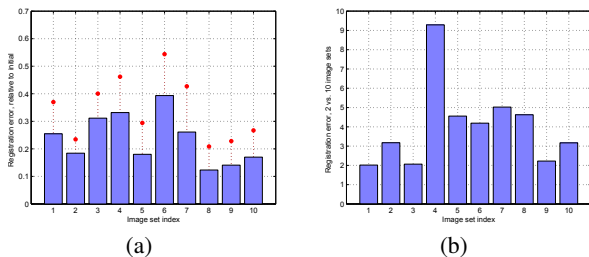 Registration error, relative to initial
0.7
0.6
0.5
0.4
0.3
0.2
0.1
0
1 2 3 4 5 6 7 8 9 10
Image set index
(a)
Registration error, 2 vs. 10 image sets
10
9
8
7
6
5
4
3
2
1
0
1 2 3 4 5 6 7 8 9 10
Image set index
(b)